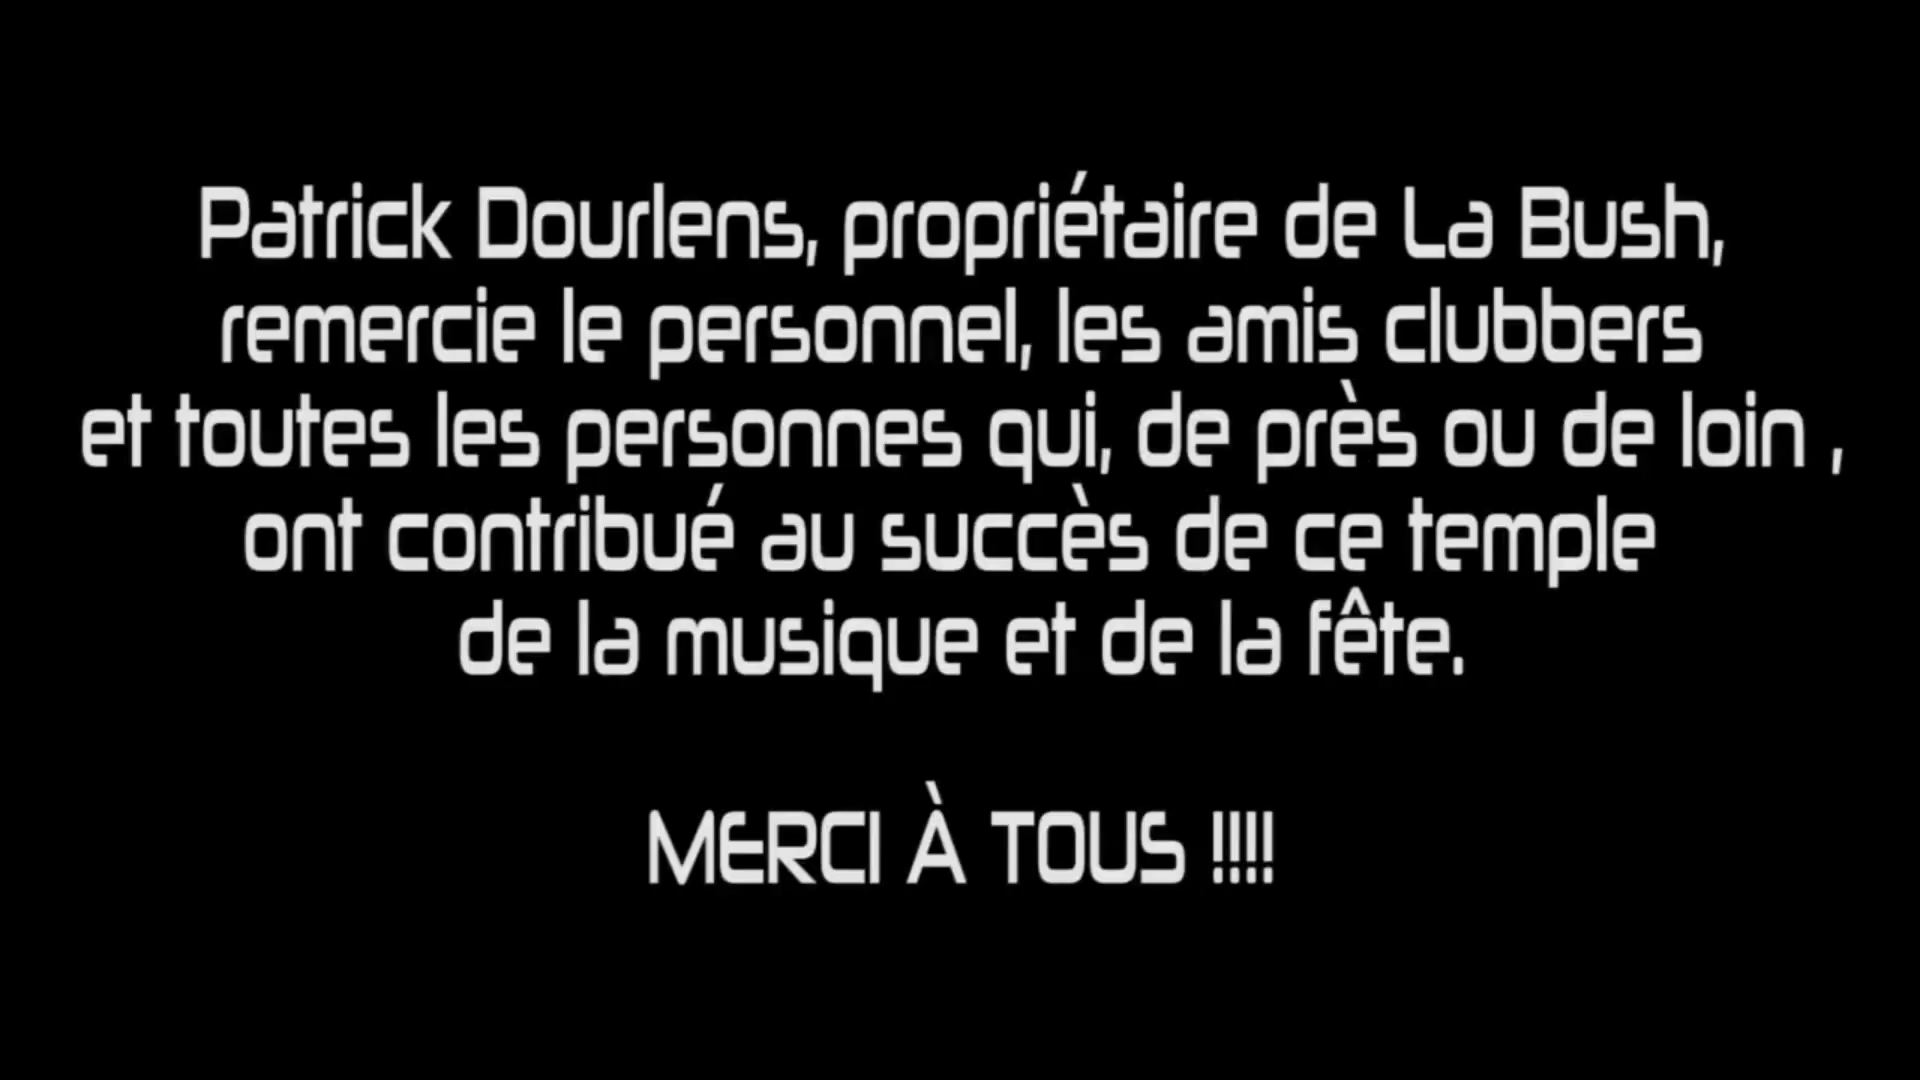 Patrick Dourlens, propriétaire de La Bush,
remercie le personnel, les amis clubbers
et toutes les personnes qui, de près ou de loin ,
ont contribué au succès de ce temple
de la musique et de la fête.
MERCI À TOUS !!!!